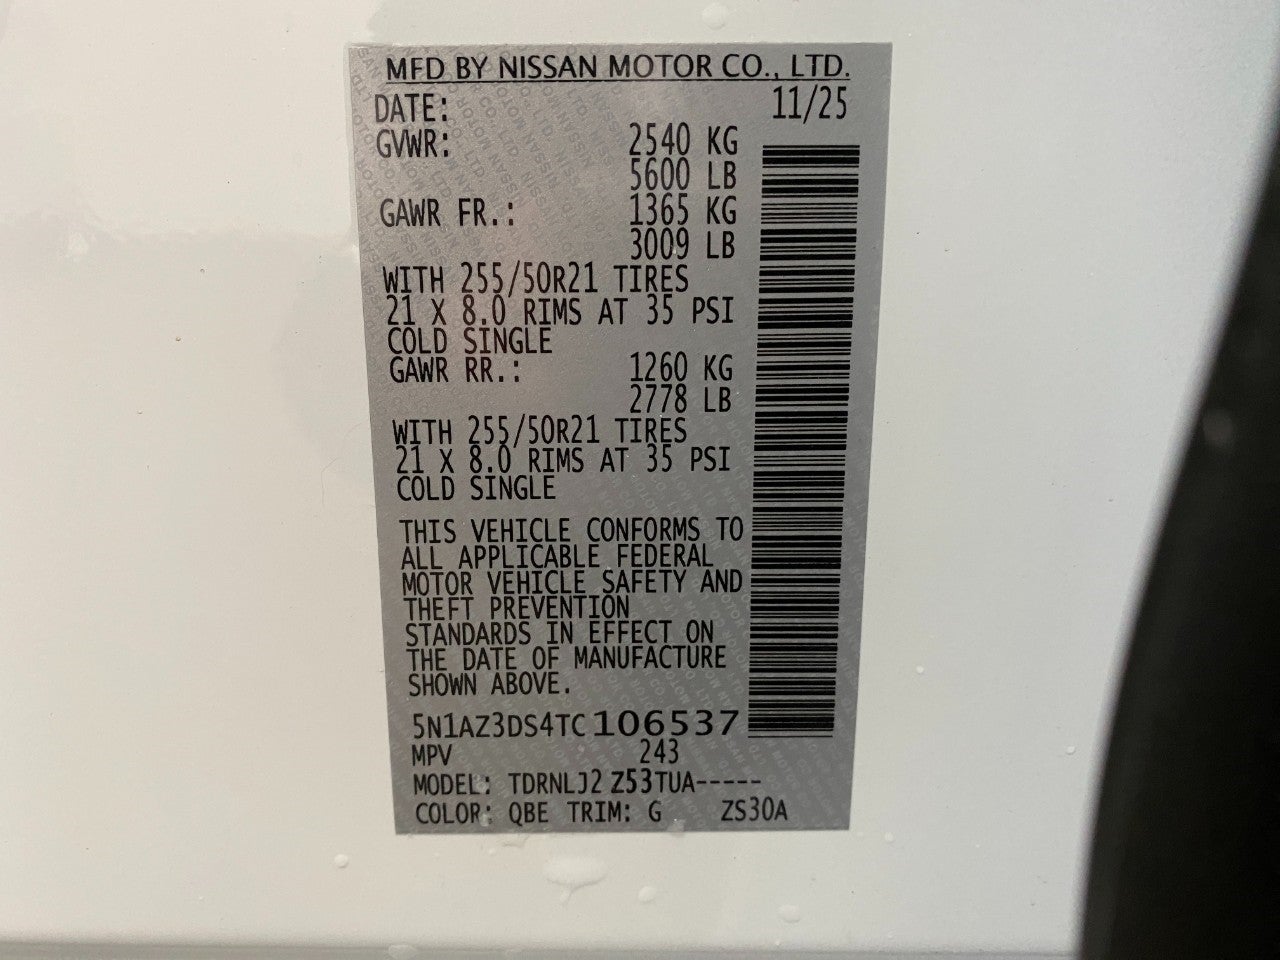 MFD BY NISSAN MOTOR CO., LTD.
DATE: 11/25
GVWR: 2540 KG
5600 LB
GAWR FR.: 1365 KG
3009 LB
WITH 255/50R21 TIRES
21 X 8.0 RIMS AT 35 PSI
COLD SINGLE
GAWR RR.: 1260 KG
2778 LB
WITH 255/50R21 TIRES
21 X 8.0 RIMS AT 35 PSI
COLD SINGLE
THIS VEHICLE CONFORMS TO
ALL APPLICABLE FEDERAL
MOTOR VEHICLE SAFETY AND
THEFT PREVENTION
STANDARDS IN EFFECT ON
THE DATE OF MANUFACTURE
SHOWN ABOVE.
5N1AZ3DS4TC106537
MPV 243
MODEL: TDRNLJ2 Z53TUA-----
COLOR: QBE TRIM: G ZS30A